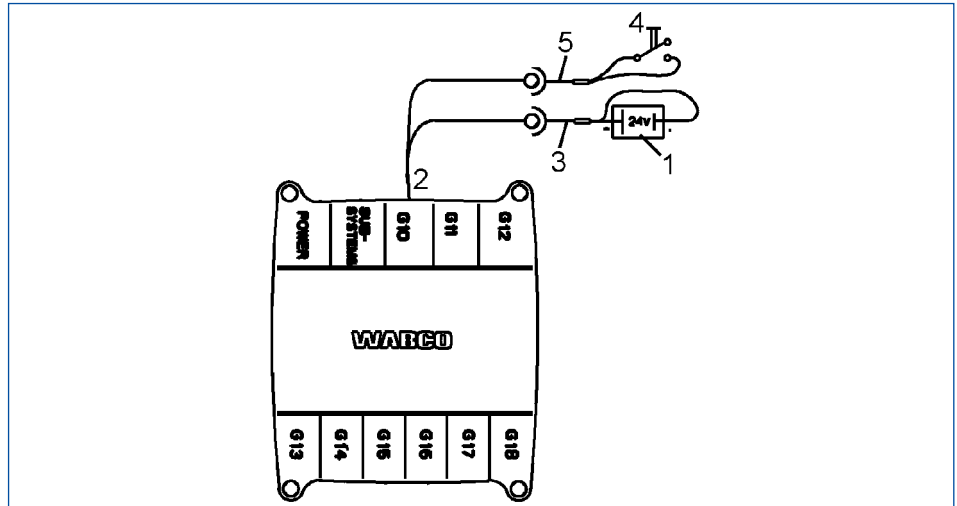 4
5
24v
- .
3
1
2
POWER
SUB-
SYSTEMS
G10
G11
G12
WABCO
G13
G14
G15
G16
G17
G18